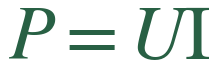 P = UI